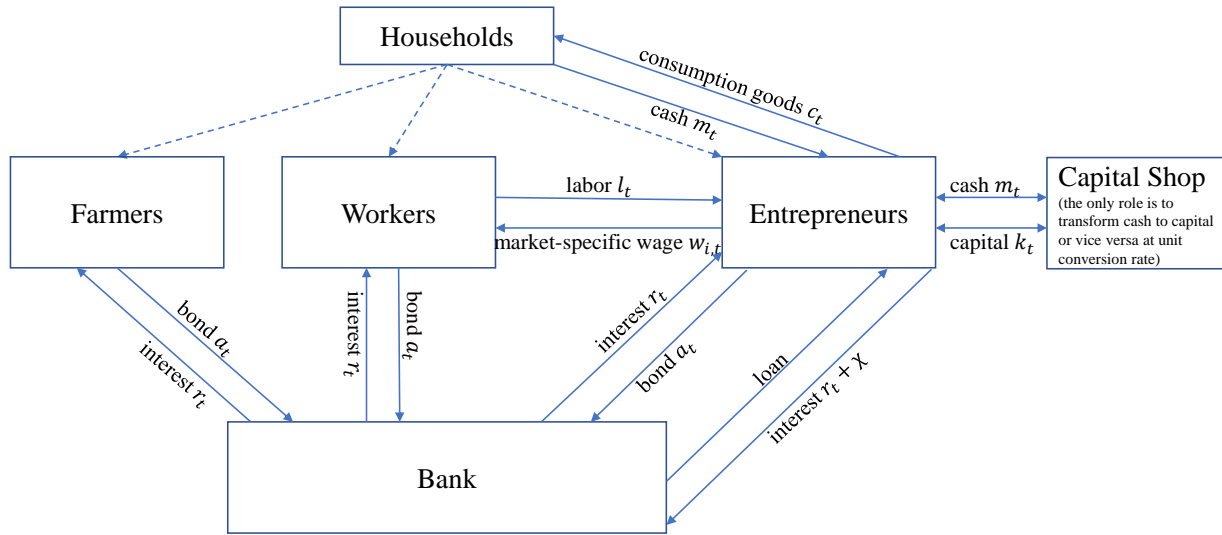 Households
consumption goods c_t
cash m_t
Farmers
Workers
labor l_t
market-specific wage w_{i,t}
Entrepreneurs
cash m_t
capital k_t
Capital Shop
(the only role is to
transform cash to capital
or vice versa at unit
conversion rate)
bond a_t
interest r_t
interest r_t
bond a_t
interest r_t
bond a_t
loan
interest r_t + χ
Bank